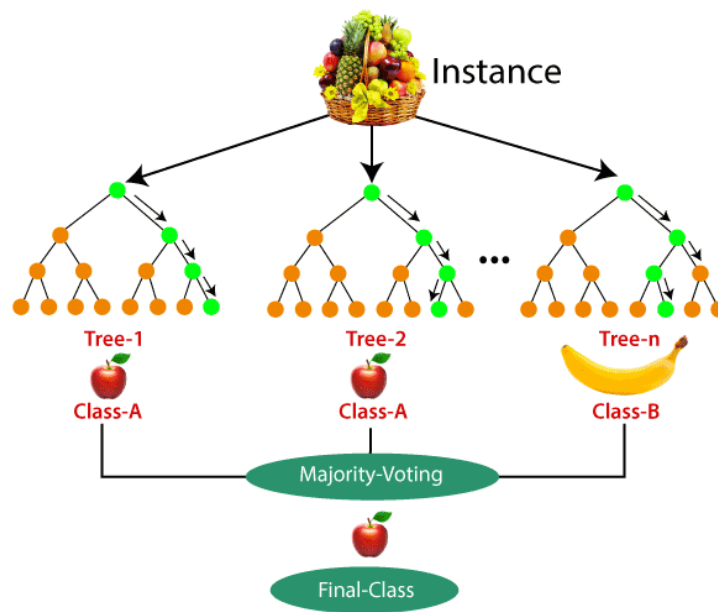 Instance
...
Tree-1
Tree-2
Tree-n
Class-A
Class-A
Class-B
Majority-Voting
Final-Class